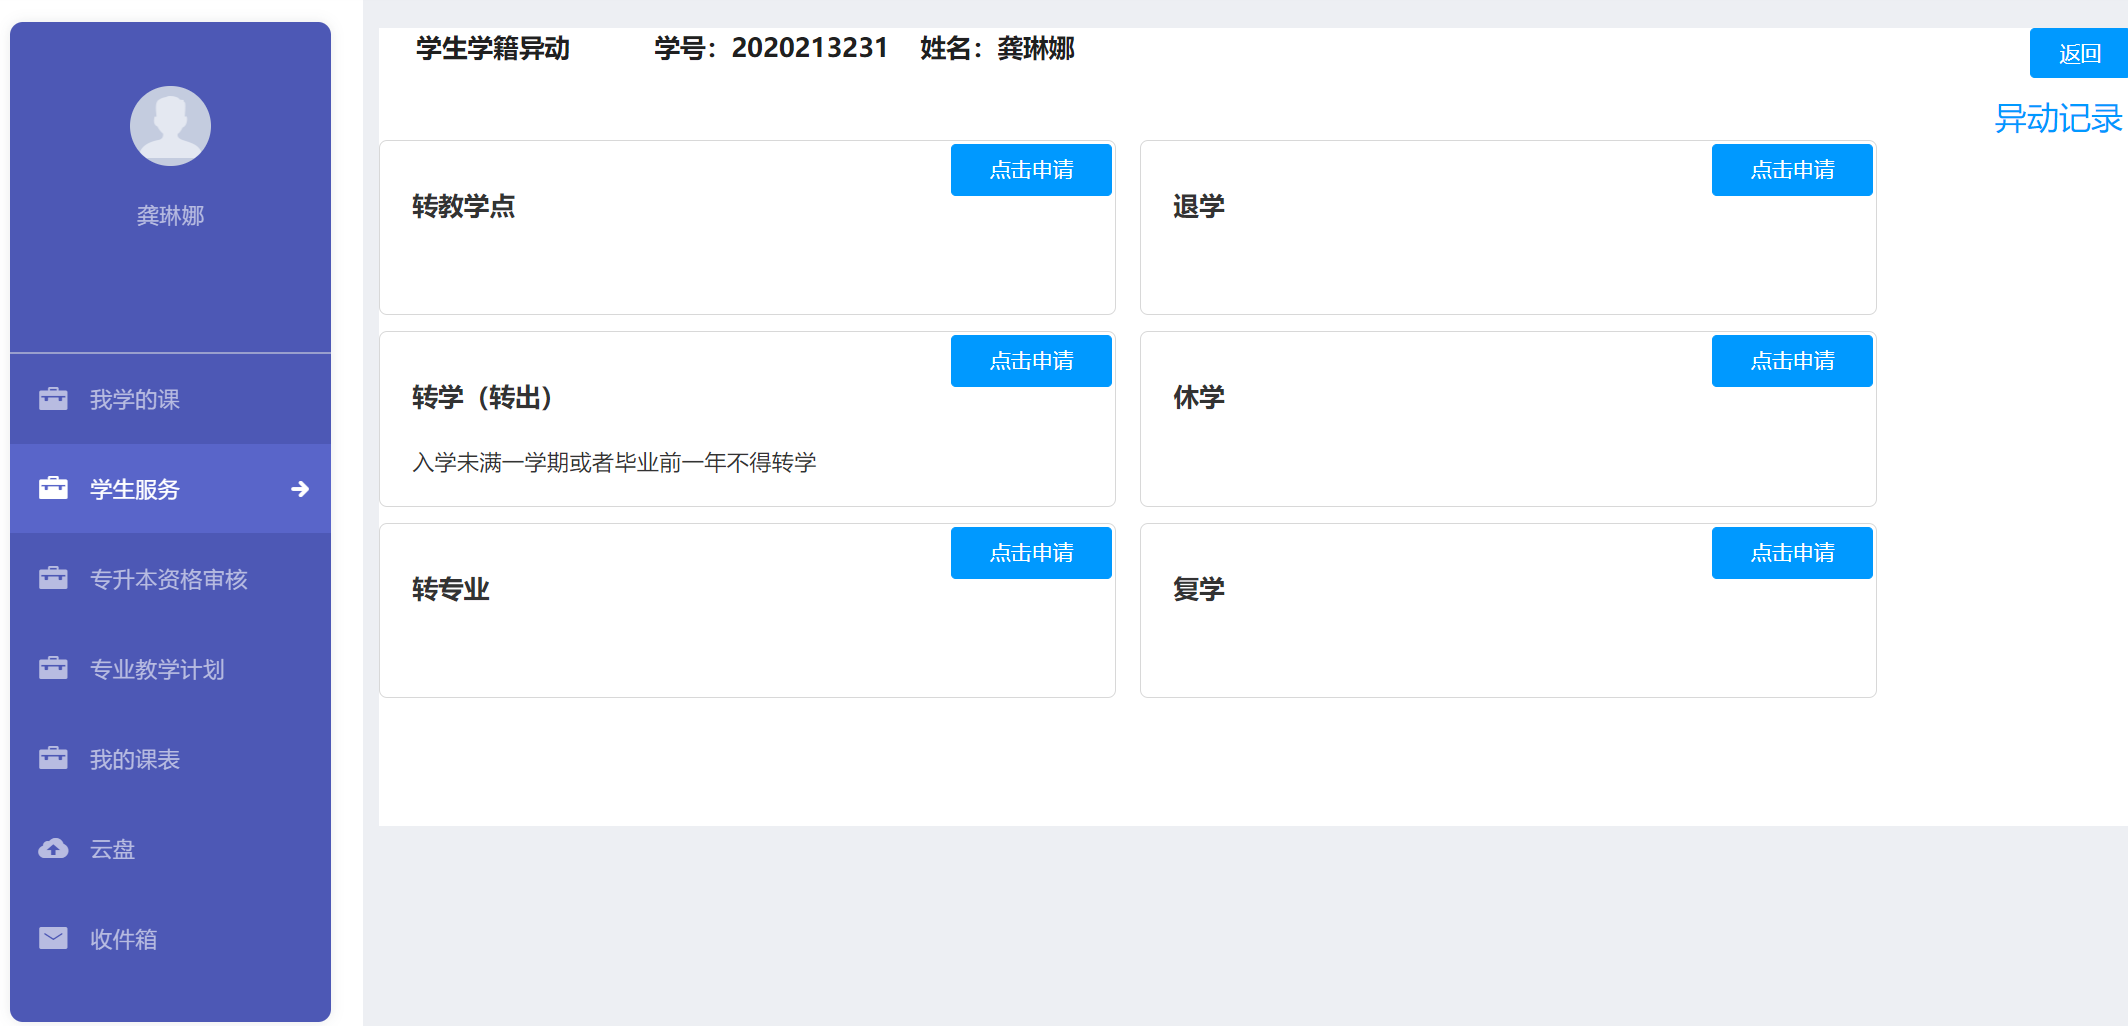 龚琳娜
我学的课
学生服务
专升本资格审核
专业教学计划
我的课表
云盘
收件箱
学生学籍异动 学号：2020213231 姓名：龚琳娜
返回
异动记录
转教学点
点击申请
退学
点击申请
转学（转出）
点击申请
入学未满一学期或者毕业前一年不得转学
休学
点击申请
转专业
点击申请
复学
点击申请